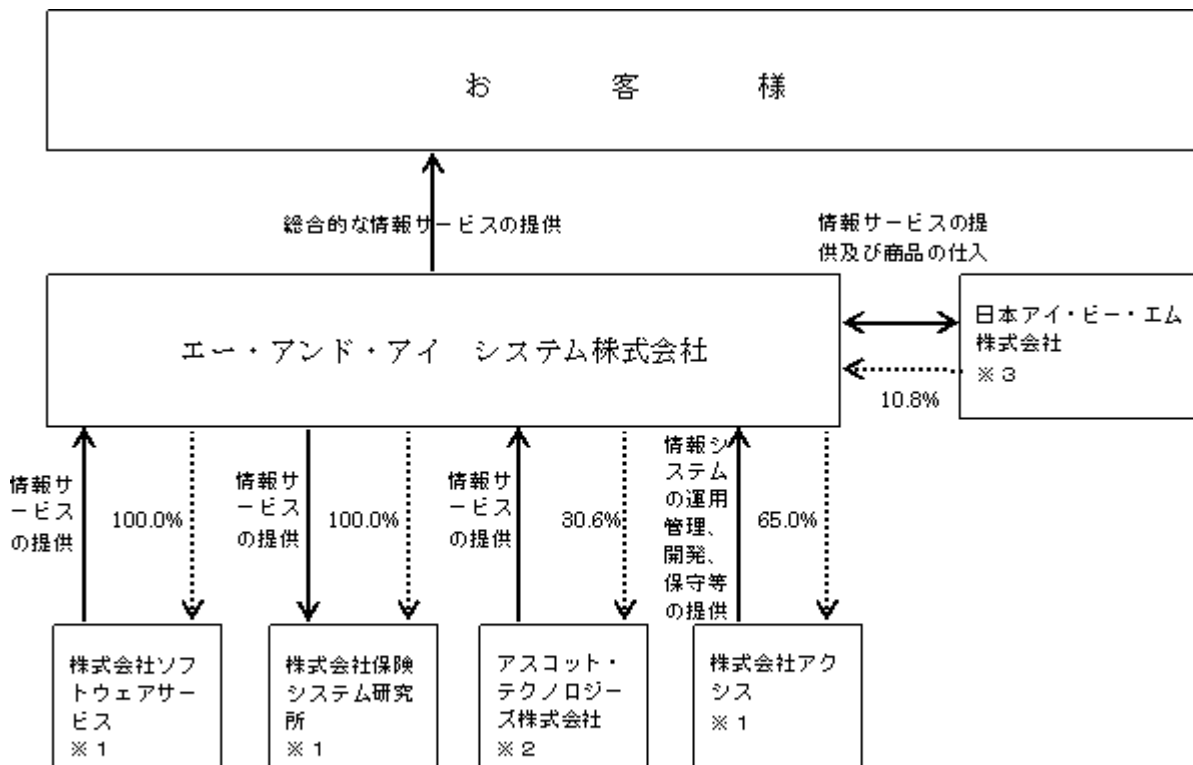 お 客 様
総合的な情報サービスの提供
情報サービスの提
供及び商品の仕入
エー・アンド・アイ システム株式会社
日本アイ・ビー・エム
株式会社
※3
10.8%
情報サ
ービス
の提供
100.0%
情報サ
ービス
の提供
100.0%
情報サ
ービス
の提供
30.6%
情報シ
ステム
の運用
管理、
開発、
保守等
の提供
65.0%
株式会社ソフ
トウェアサー
ビス
※1
株式会社保険
システム研究
所
※1
アスコット・
テクノロジー
ズ株式会社
※2
株式会社アク
シス
※1